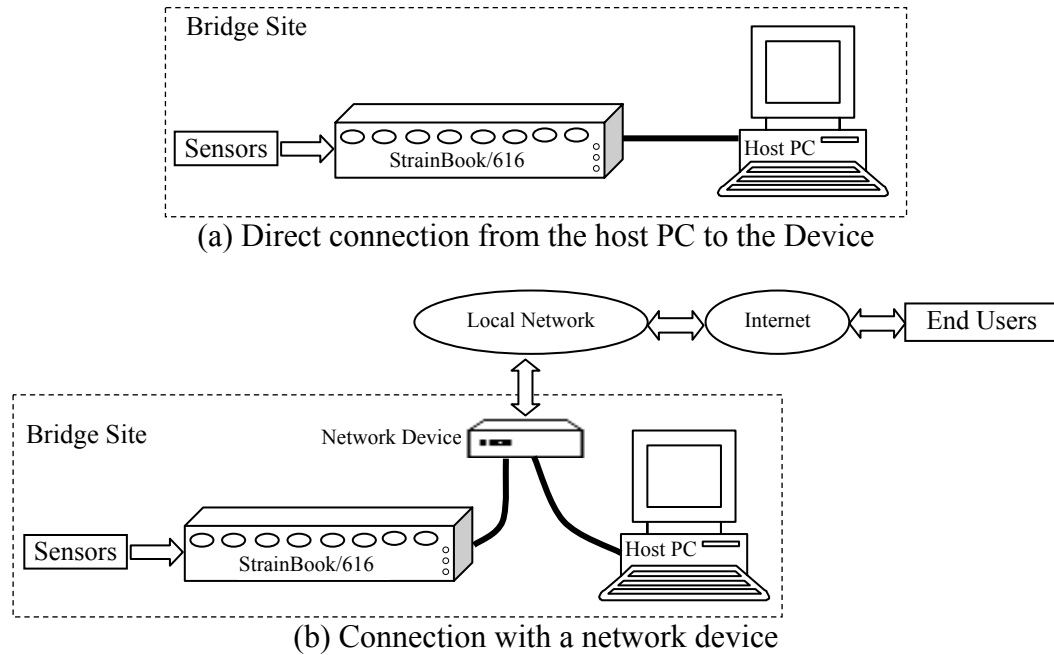 Bridge Site
Sensors
StrainBook/616
Host PC
(a) Direct connection from the host PC to the Device
Local Network
Internet
End Users
Bridge Site
Network Device
Sensors
StrainBook/616
Host PC
(b) Connection with a network device